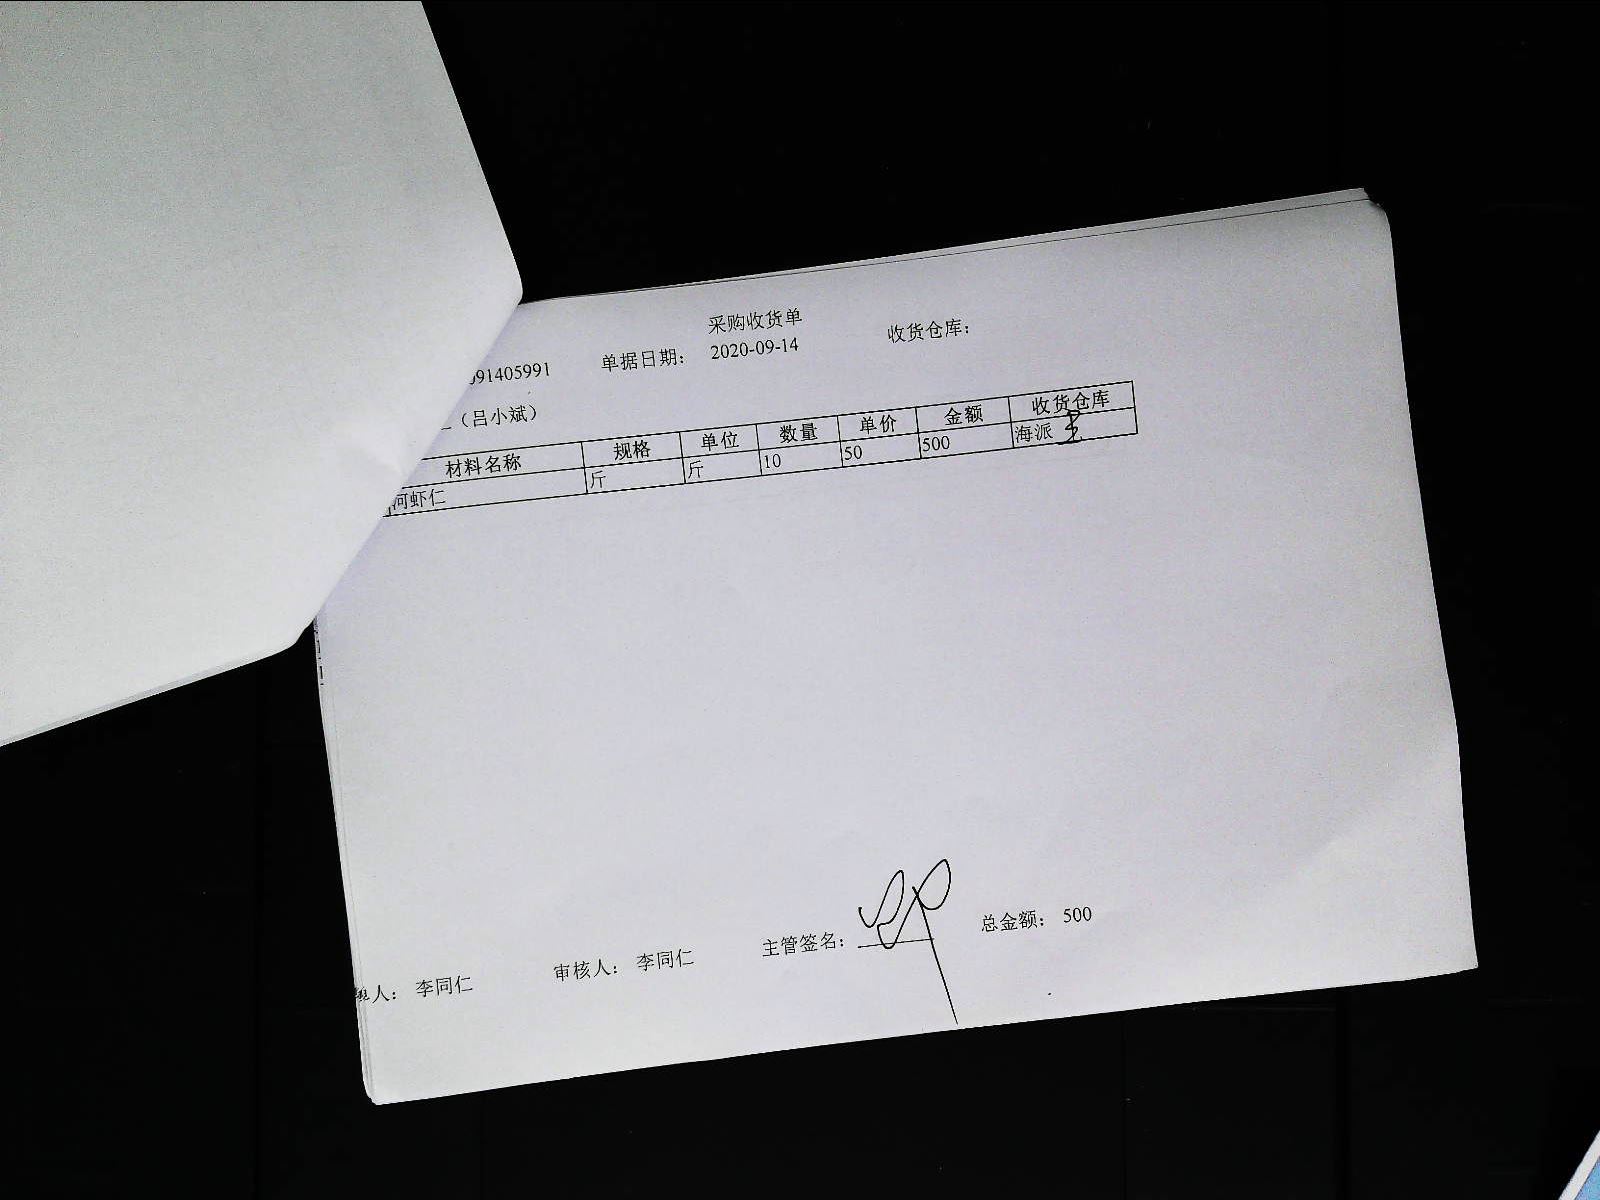 采购收货单
091405991 单据日期： 2020-09-14 收货仓库：
（吕小斌）
材料名称 规格 单位 数量 单价 金额 收货仓库
河虾仁 斤 斤 10 50 500 海派
人： 李同仁 审核人： 李同仁 主管签名： 总金额： 500